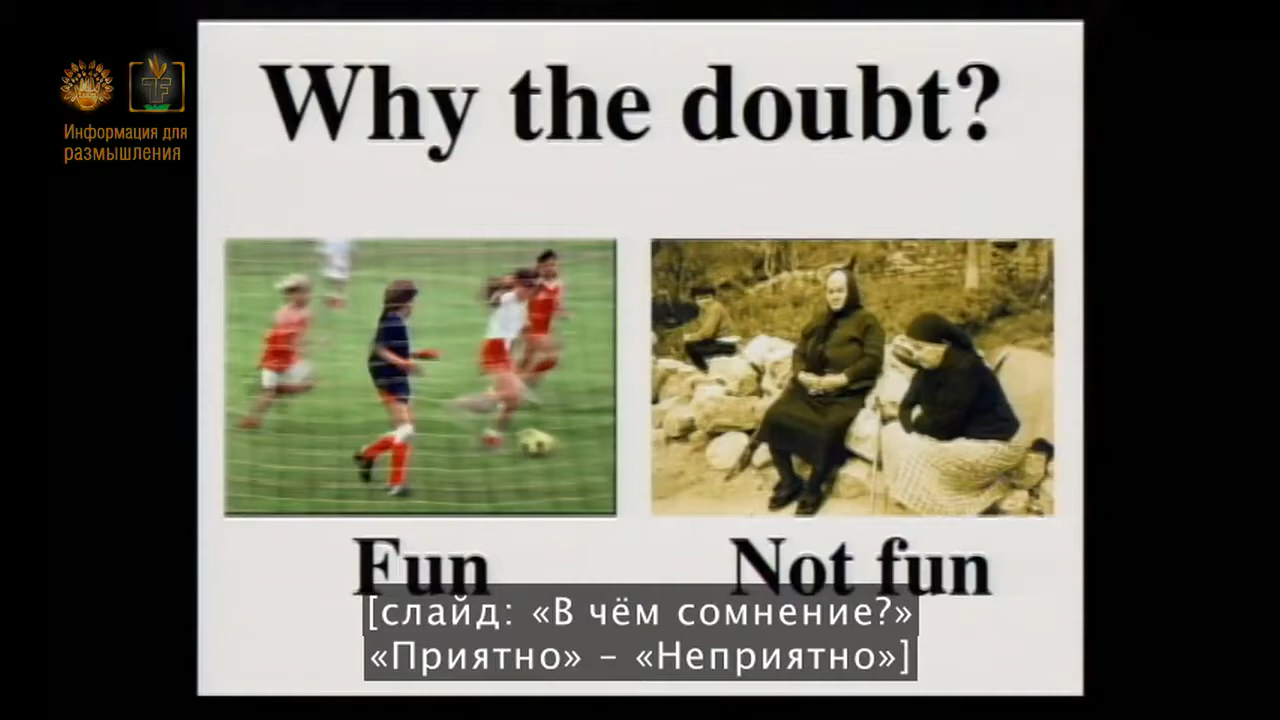 Why the doubt?
Информация для
размышления
Fun
Not fun
[слайд: «В чём сомнение?»
«Приятно» – «Неприятно»]